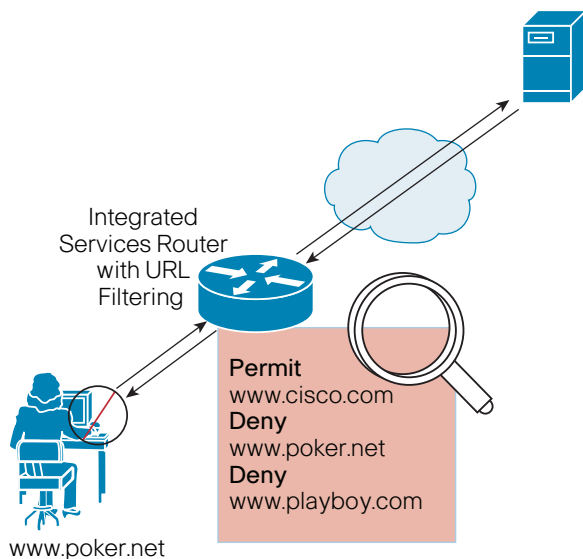 Integrated
Services Router
with URL
Filtering
Permit
www.cisco.com
Deny
www.poker.net
Deny
www.playboy.com
www.poker.net